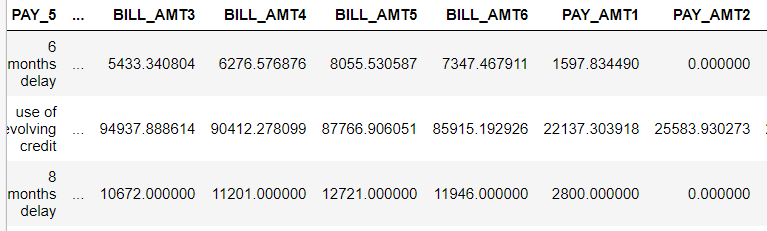 PAY_5 ... BILL_AMT3 BILL_AMT4 BILL_AMT5 BILL_AMT6 PAY_AMT1 PAY_AMT2
6
months ... 5433.340804 6276.576876 8055.530587 7347.467911 1597.834490 0.000000
delay
use of
evolving ... 94937.888614 90412.278099 87766.906051 85915.192926 22137.303918 25583.930273
credit
8
months ... 10672.000000 11201.000000 12721.000000 11946.000000 2800.000000 0.000000
delay